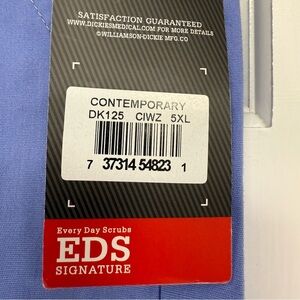 SATISFACTION GUARANTEED
WWW.DICKIESMEDICAL.COM FOR MORE DETAILS
©WILLIAMSON-DICKIE MFG.CO
CONTEMPORARY
DK125 CIWZ 5XL
7 37314 54823 1
Every Day Scrubs
EDS
SIGNATURE